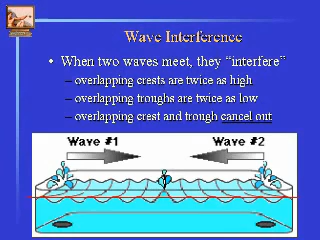 Wave Interference
• When two waves meet, they “interfere”
– overlapping crests are twice as high
– overlapping troughs are twice as low
– overlapping crest and trough cancel out
Wave #1 Wave #2